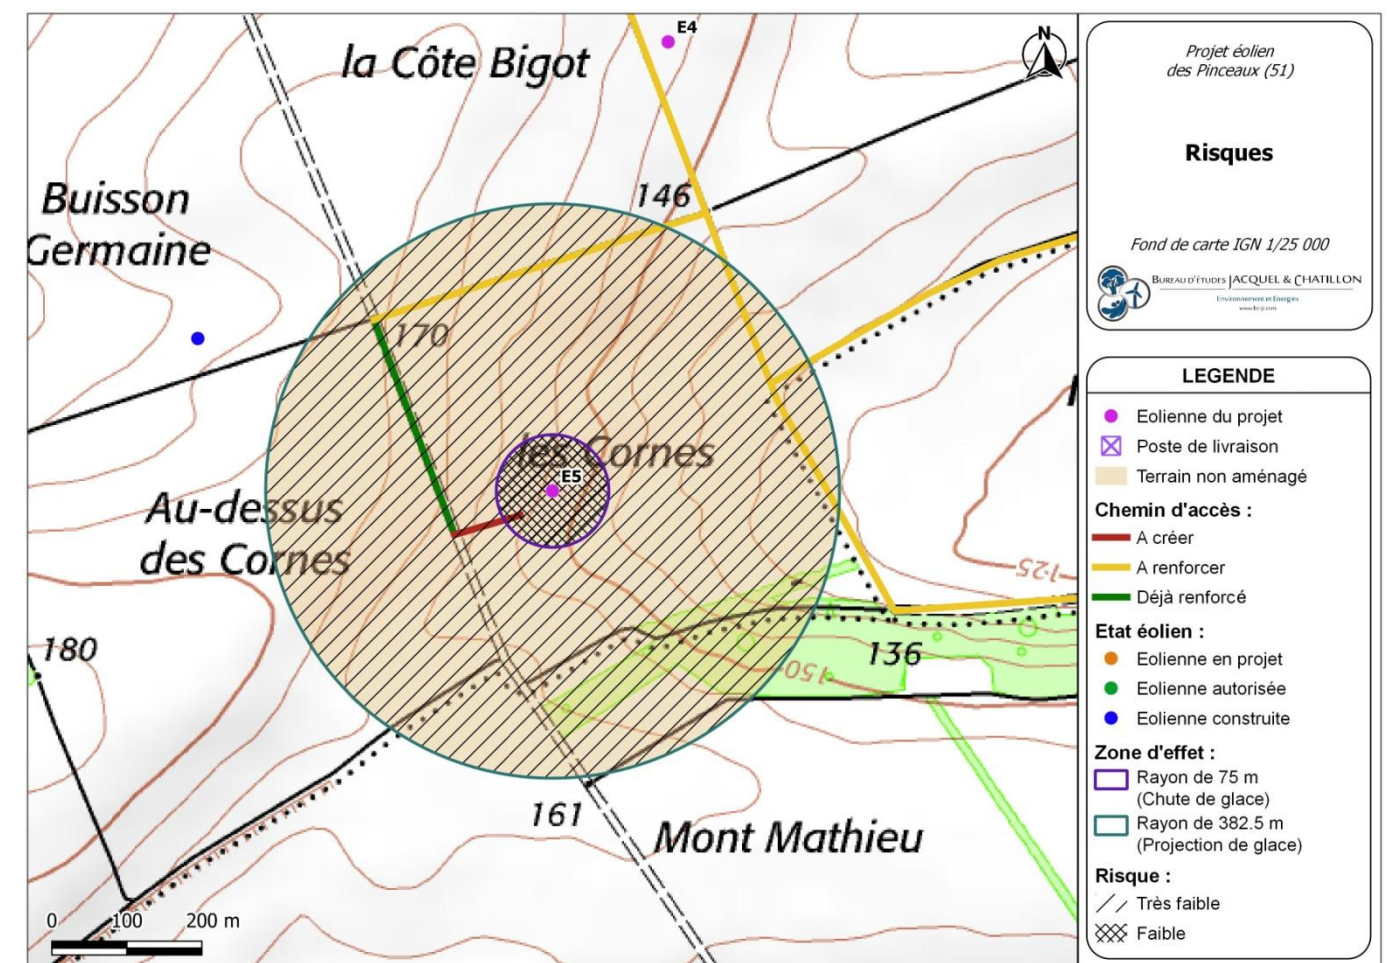 E4
la Côte Bigot
N
146
Buisson
Germaine
170
les Cornes
E5
Au-dessus
des Cornes
125
180
136
150
161
Mont Mathieu
0 100 200 m
Projet éolien
des Pinceaux (51)
Risques
Fond de carte IGN 1/25 000
BUREAU D'ÉTUDES JACQUEL & CHATILLON
Environnement et Energies
LEGENDE
Eolienne du projet
Poste de livraison
Terrain non aménagé
Chemin d'accès :
A créer
A renforcer
Déjà renforcé
Etat éolien :
Eolienne en projet
Eolienne autorisée
Eolienne construite
Zone d'effet :
Rayon de 75 m
(Chute de glace)
Rayon de 382.5 m
(Projection de glace)
Risque :
Très faible
Faible